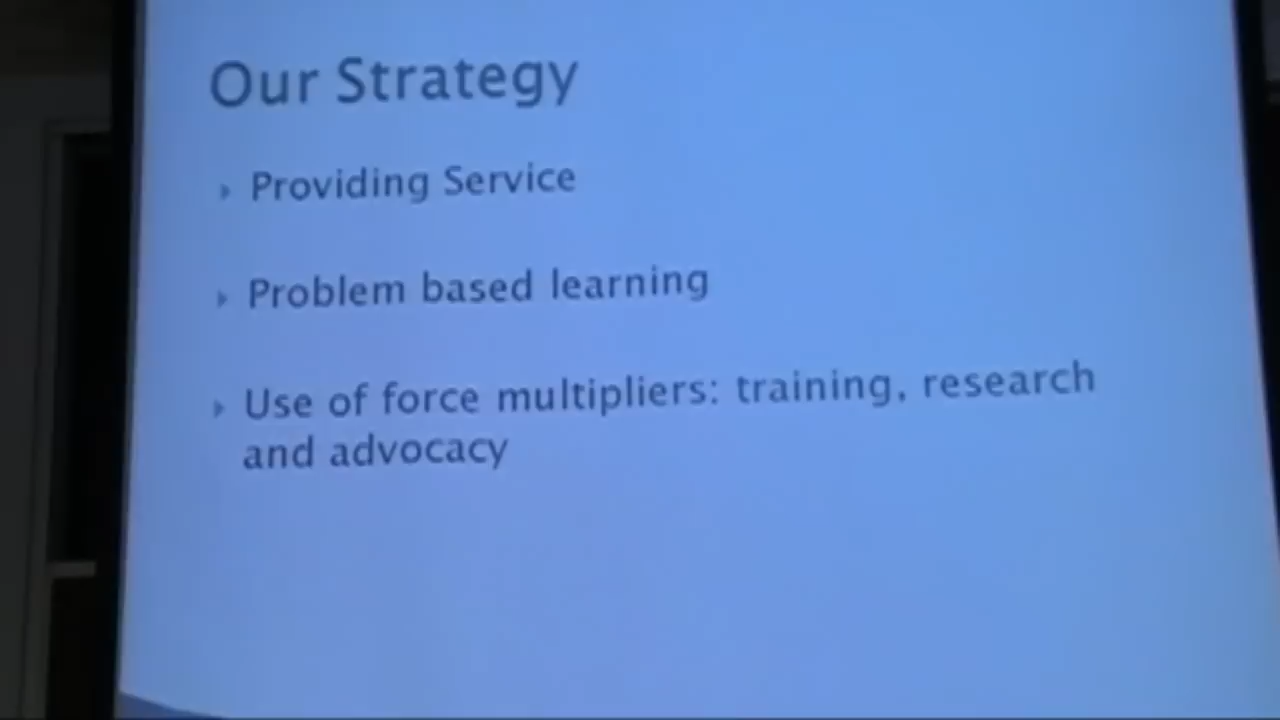 Our Strategy
Providing Service
Problem based learning
Use of force multipliers: training, research
and advocacy